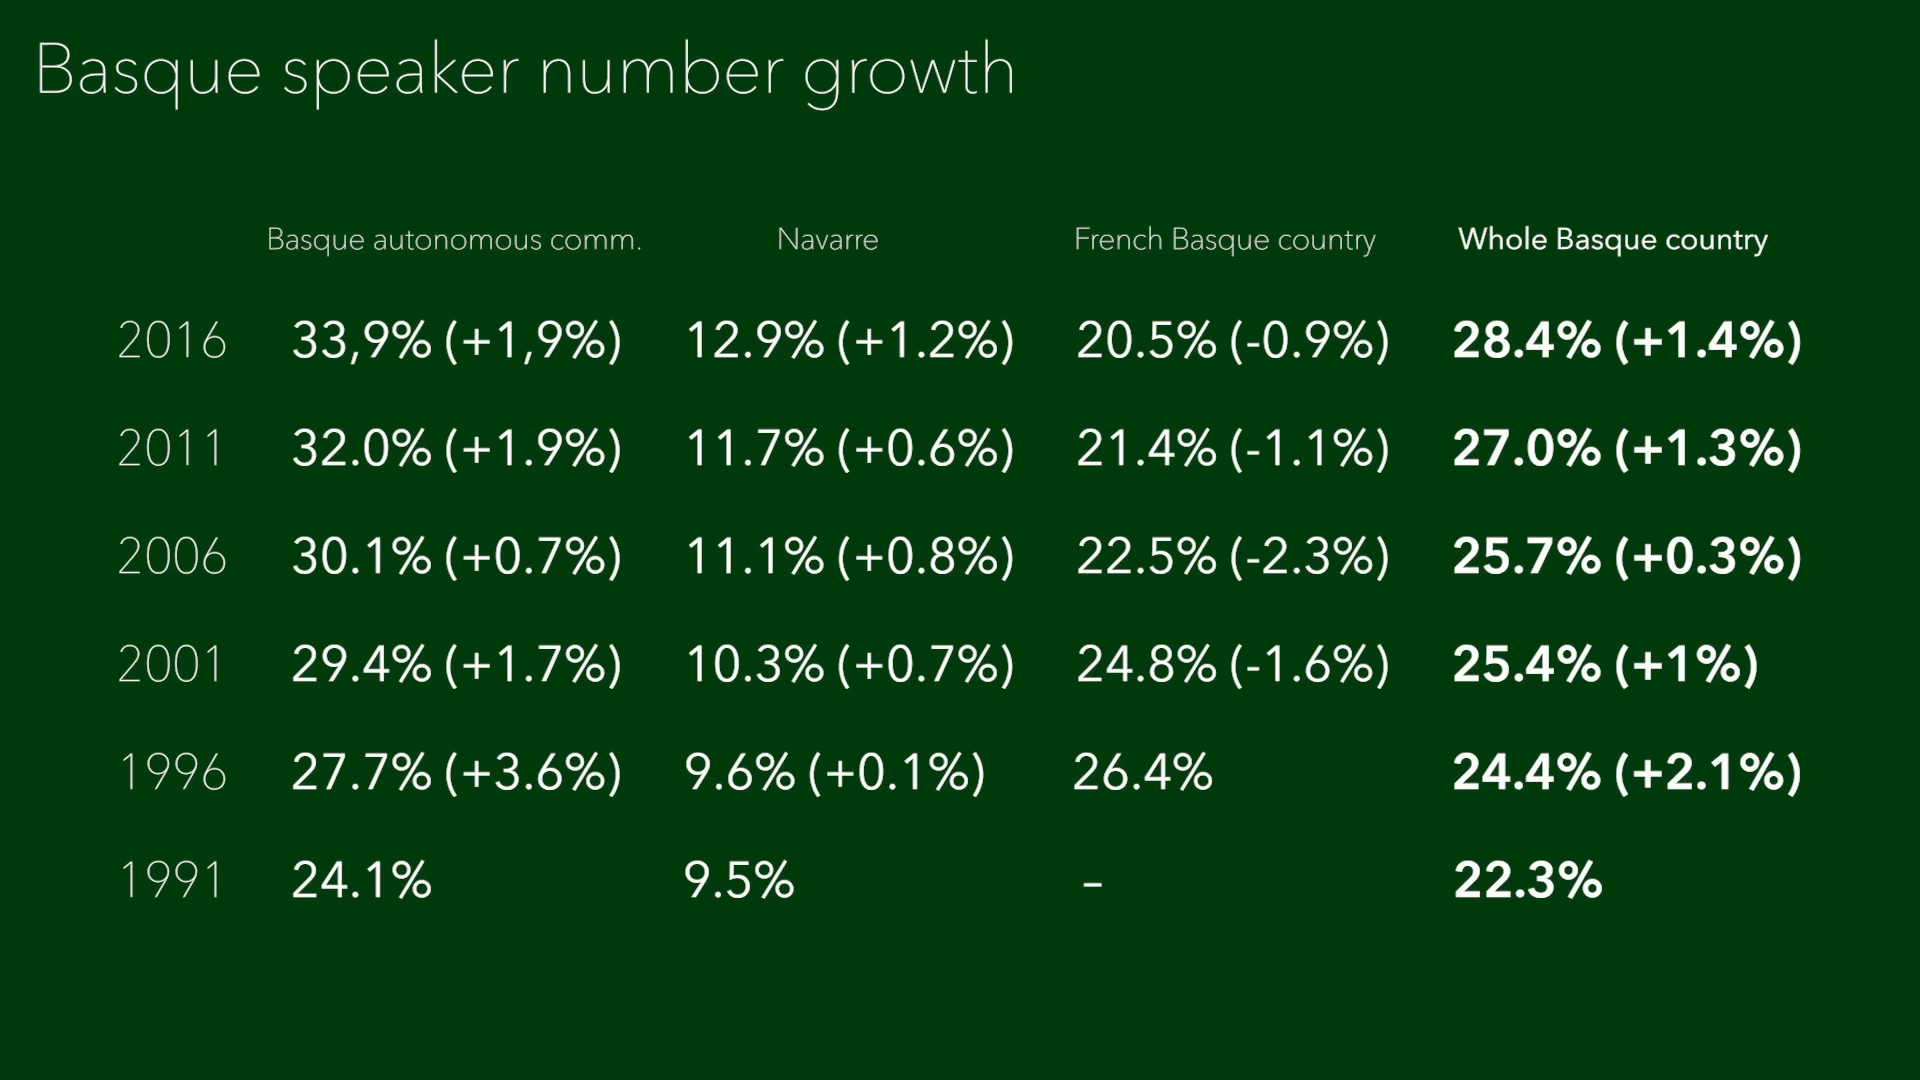 Basque speaker number growth
Basque autonomous comm. Navarre French Basque country Whole Basque country
2016 33,9% (+1,9%) 12.9% (+1.2%) 20.5% (-0.9%) 28.4% (+1.4%)
2011 32.0% (+1.9%) 11.7% (+0.6%) 21.4% (-1.1%) 27.0% (+1.3%)
2006 30.1% (+0.7%) 11.1% (+0.8%) 22.5% (-2.3%) 25.7% (+0.3%)
2001 29.4% (+1.7%) 10.3% (+0.7%) 24.8% (-1.6%) 25.4% (+1%)
1996 27.7% (+3.6%) 9.6% (+0.1%) 26.4% 24.4% (+2.1%)
1991 24.1% 9.5% – 22.3%